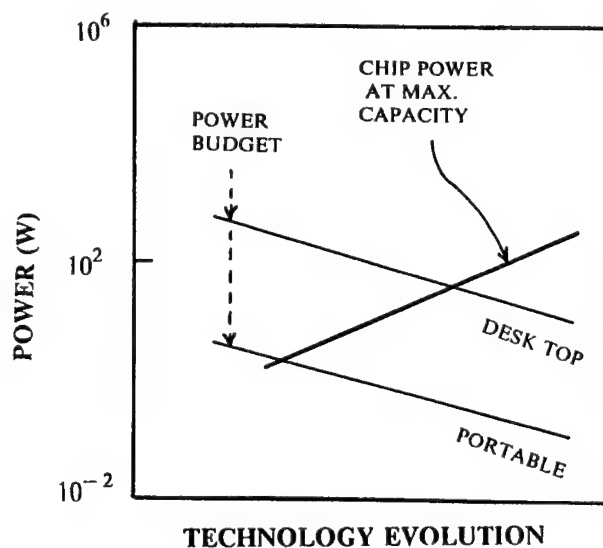 10^6
CHIP POWER
AT MAX.
CAPACITY
POWER
BUDGET
POWER (W)
10^2
DESK TOP
PORTABLE
10^-2
TECHNOLOGY EVOLUTION